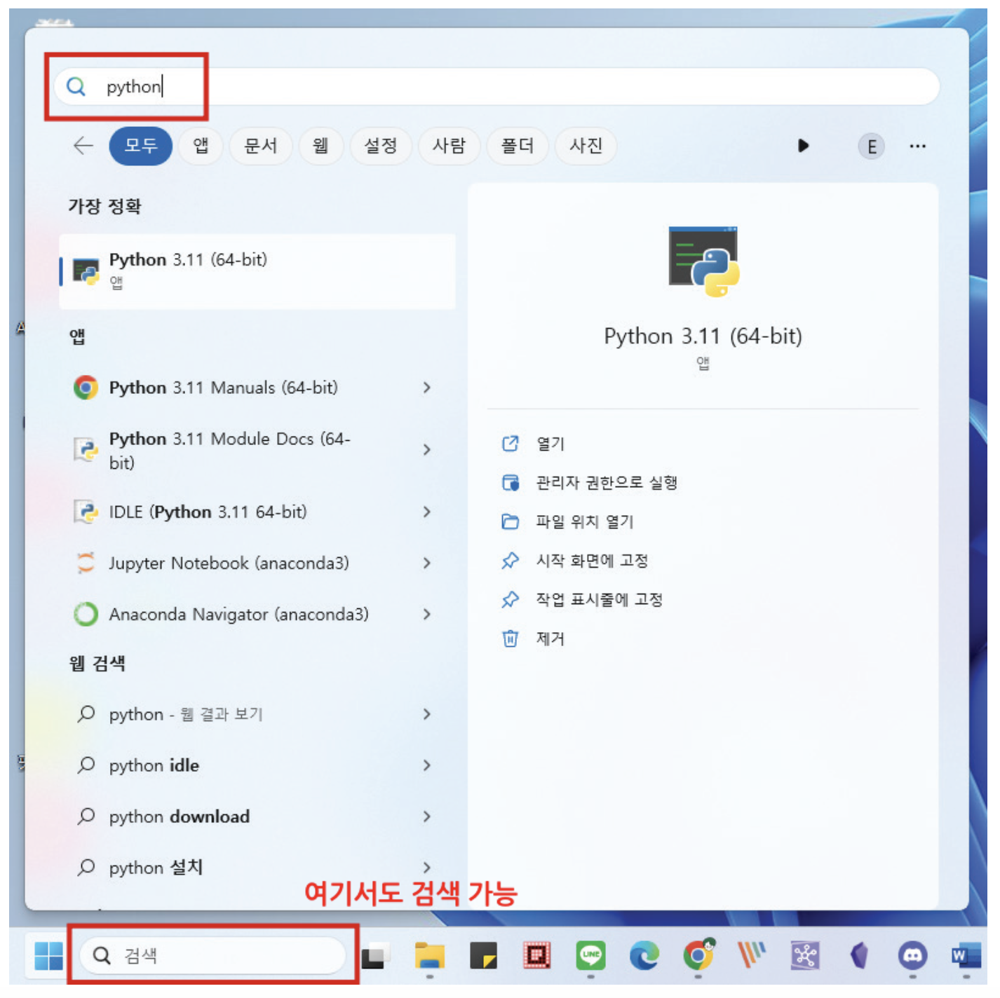 python
모두 앱 문서 웹 설정 사람 폴더 사진 E ...
가장 정확
Python 3.11 (64-bit)
앱
앱
Python 3.11 Manuals (64-bit)
Python 3.11 Module Docs (64-
bit)
IDLE (Python 3.11 64-bit)
Jupyter Notebook (anaconda3)
Anaconda Navigator (anaconda3)
웹 검색
python - 웹 결과 보기
python idle
python download
python 설치
Python 3.11 (64-bit)
앱
열기
관리자 권한으로 실행
파일 위치 열기
시작 화면에 고정
작업 표시줄에 고정
제거
여기서도 검색 가능
검색
LINE
W